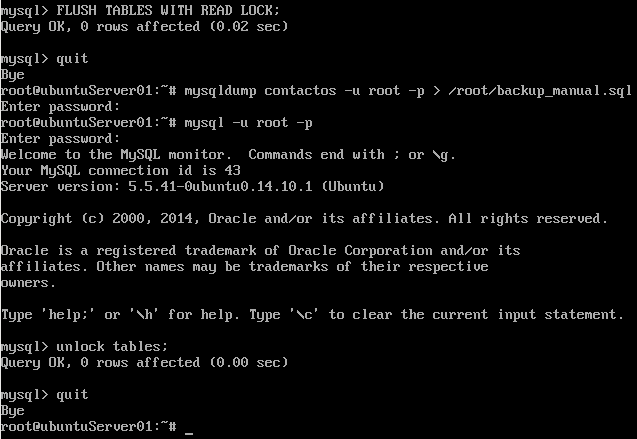 mysql> FLUSH TABLES WITH READ LOCK;
Query OK, 0 rows affected (0.02 sec)
mysql> quit
Bye
root@ubuntuServer01:~# mysqldump contactos -u root -p > /root/backup_manual.sql
Enter password:
root@ubuntuServer01:~# mysql -u root -p
Enter password:
Welcome to the MySQL monitor.  Commands end with ; or \g.
Your MySQL connection id is 43
Server version: 5.5.41-0ubuntu0.14.10.1 (Ubuntu)
Copyright (c) 2000, 2014, Oracle and/or its affiliates. All rights reserved.
Oracle is a registered trademark of Oracle Corporation and/or its
affiliates. Other names may be trademarks of their respective
owners.
Type 'help;' or '\h' for help. Type '\c' to clear the current input statement.
mysql> unlock tables;
Query OK, 0 rows affected (0.00 sec)
mysql> quit
Bye
root@ubuntuServer01:~# _